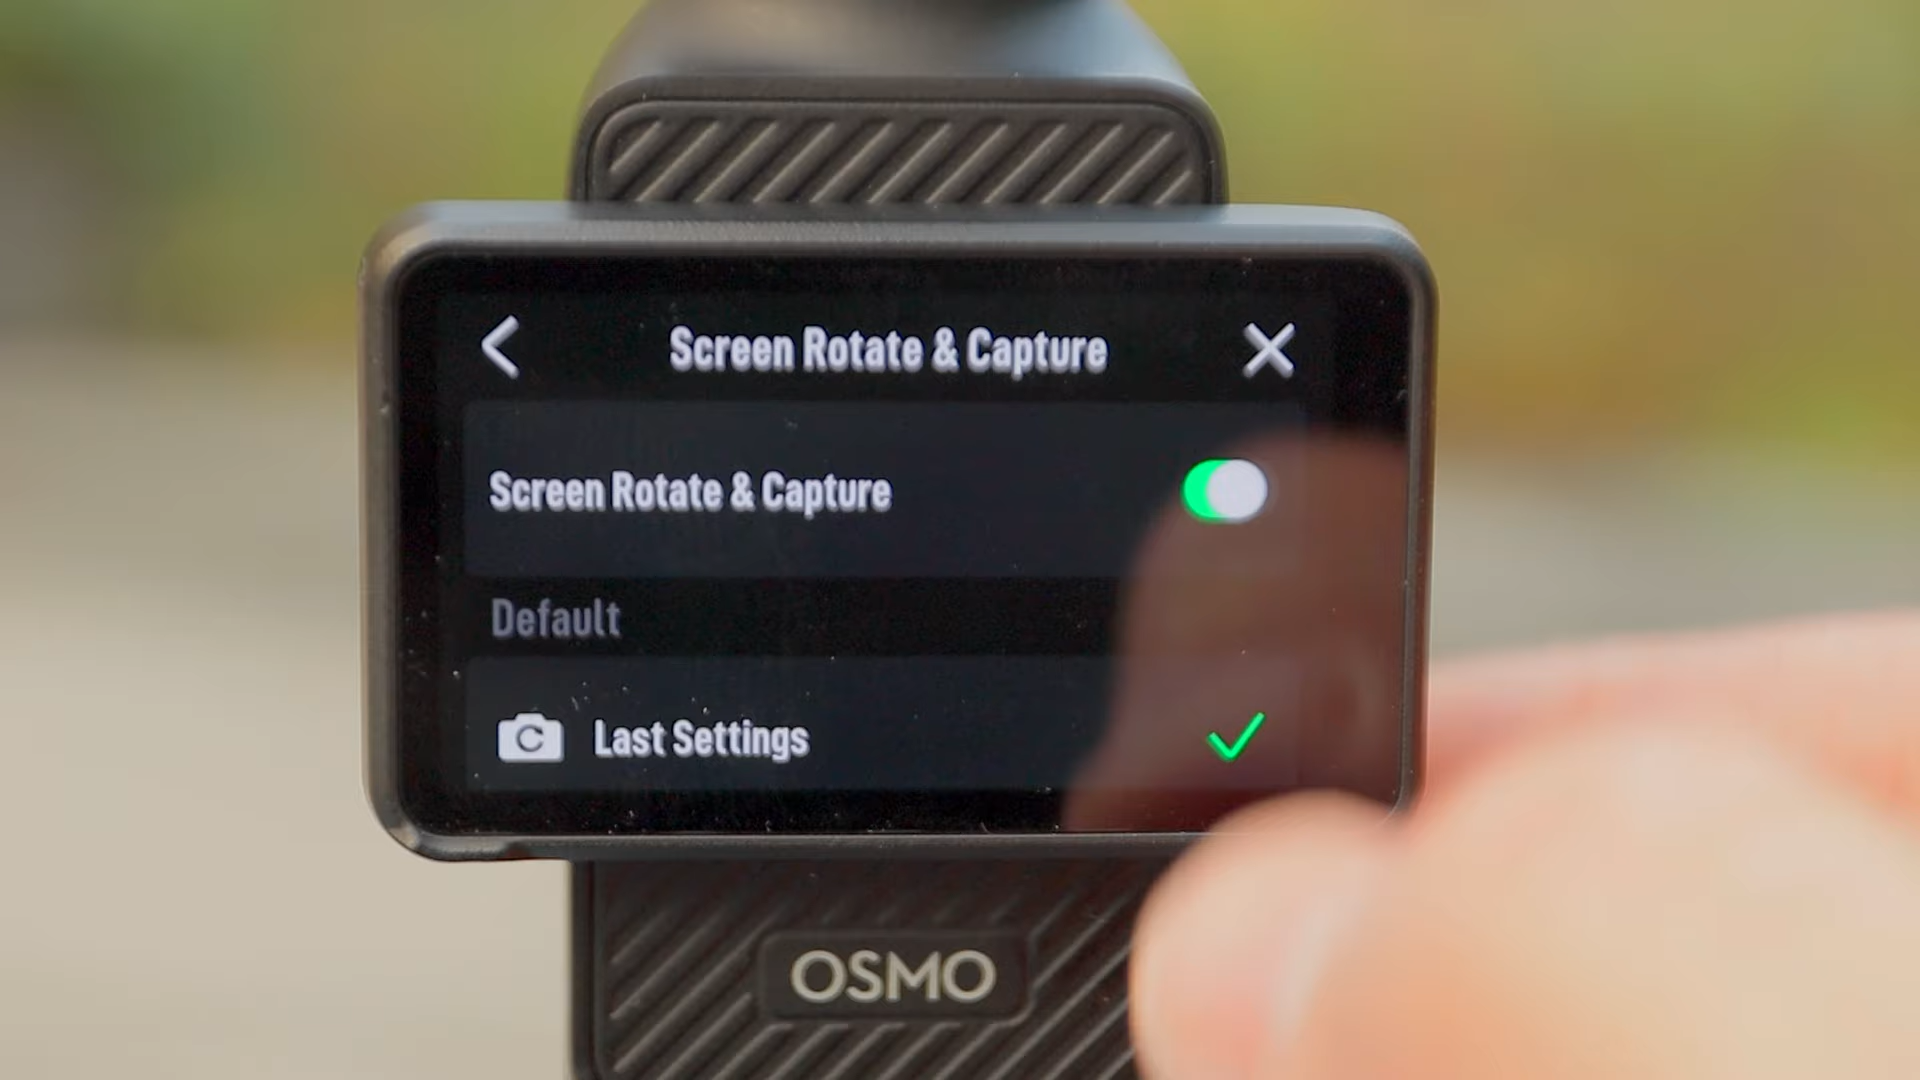 Screen Rotate & Capture
Screen Rotate & Capture
Default
Last Settings
OSMO